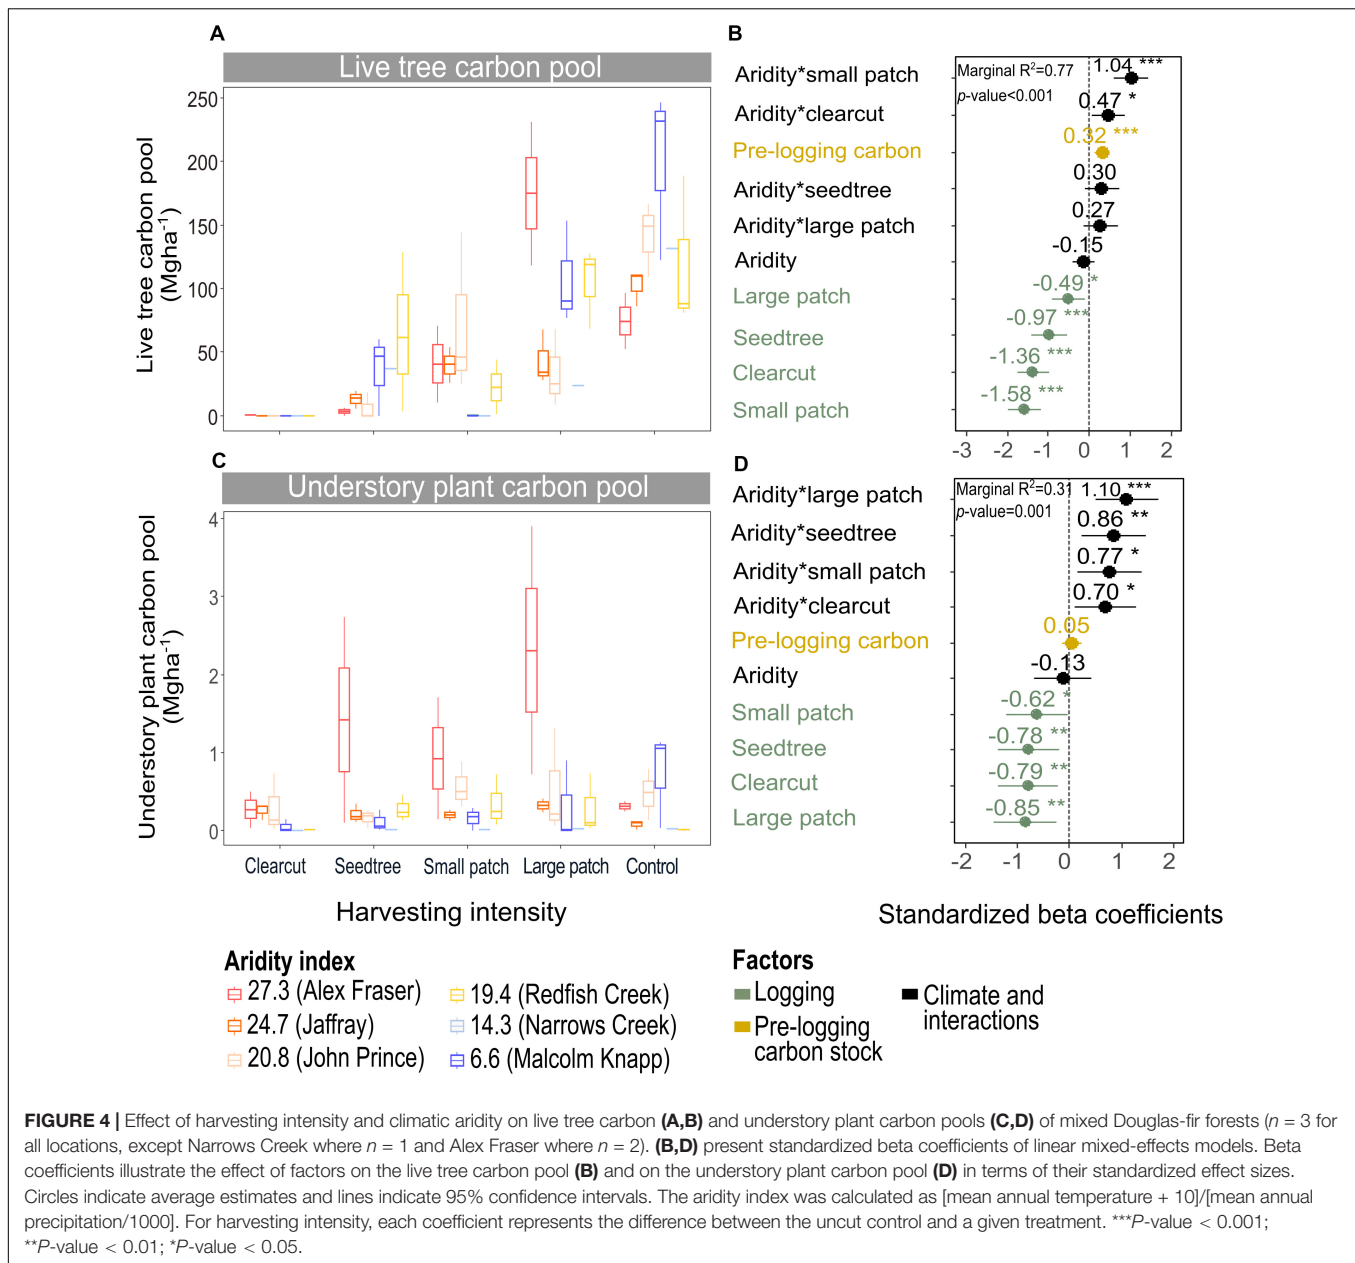 A
Live tree carbon pool
Live tree carbon pool
(Mgha⁻¹)
250
200
150
100
50
0
B
Marginal R²=0.77
p-value<0.001
Aridity*small patch
1.04 ***
Aridity*clearcut
0.47 *
Pre-logging carbon
0.32 ***
Aridity*seedtree
0.30
Aridity*large patch
0.27
Aridity
-0.15
Large patch
-0.49 *
Seedtree
-0.97 ***
Clearcut
-1.36 ***
Small patch
-1.58 ***
-3 -2 -1 0 1 2
C
Understory plant carbon pool
Understory plant carbon pool
(Mgha⁻¹)
4
3
2
1
0
Clearcut Seedtree Small patch Large patch Control
Harvesting intensity
D
Marginal R²=0.31
p-value=0.001
Aridity*large patch
1.10 ***
Aridity*seedtree
0.86 **
Aridity*small patch
0.77 *
Aridity*clearcut
0.70 *
Pre-logging carbon
0.05
Aridity
-0.13
Small patch
-0.62 *
Seedtree
-0.78 **
Clearcut
-0.79 **
Large patch
-0.85 **
-2 -1 0 1 2
Standardized beta coefficients
Aridity index
27.3 (Alex Fraser)
24.7 (Jaffray)
20.8 (John Prince)
19.4 (Redfish Creek)
14.3 (Narrows Creek)
6.6 (Malcolm Knapp)
Factors
Logging
Pre-logging
carbon stock
Climate and
interactions
FIGURE 4 | Effect of harvesting intensity and climatic aridity on live tree carbon (A,B) and understory plant carbon pools (C,D) of mixed Douglas-fir forests (n = 3 for
all locations, except Narrows Creek where n = 1 and Alex Fraser where n = 2). (B,D) present standardized beta coefficients of linear mixed-effects models. Beta
coefficients illustrate the effect of factors on the live tree carbon pool (B) and on the understory plant carbon pool (D) in terms of their standardized effect sizes.
Circles indicate average estimates and lines indicate 95% confidence intervals. The aridity index was calculated as [mean annual temperature + 10]/[mean annual
precipitation/1000]. For harvesting intensity, each coefficient represents the difference between the uncut control and a given treatment. ***P-value < 0.001;
**P-value < 0.01; *P-value < 0.05.